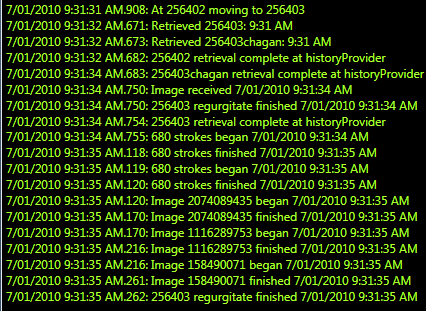 7/01/2010 9:31:31 AM.908: At 256402 moving to 256403
7/01/2010 9:31:32 AM.671: Retrieved 256403: 9:31 AM
7/01/2010 9:31:32 AM.673: Retrieved 256403chagan: 9:31 AM
7/01/2010 9:31:32 AM.682: 256402 retrieval complete at historyProvider
7/01/2010 9:31:32 AM.683: 256403chagan retrieval complete at historyProvider
7/01/2010 9:31:34 AM.750: Image received 7/01/2010 9:31:34 AM
7/01/2010 9:31:34 AM.750: 256403 regurgitate finished 7/01/2010 9:31:34 AM
7/01/2010 9:31:34 AM.754: 256403 retrieval complete at historyProvider
7/01/2010 9:31:34 AM.755: 680 strokes began 7/01/2010 9:31:34 AM
7/01/2010 9:31:35 AM.118: 680 strokes finished 7/01/2010 9:31:35 AM
7/01/2010 9:31:35 AM.119: 680 strokes began 7/01/2010 9:31:35 AM
7/01/2010 9:31:35 AM.120: 680 strokes finished 7/01/2010 9:31:35 AM
7/01/2010 9:31:35 AM.120: Image 2074089435 began 7/01/2010 9:31:35 AM
7/01/2010 9:31:35 AM.170: Image 2074089435 finished 7/01/2010 9:31:35 AM
7/01/2010 9:31:35 AM.170: Image 1116289753 began 7/01/2010 9:31:35 AM
7/01/2010 9:31:35 AM.216: Image 1116289753 finished 7/01/2010 9:31:35 AM
7/01/2010 9:31:35 AM.216: Image 158490071 began 7/01/2010 9:31:35 AM
7/01/2010 9:31:35 AM.261: Image 158490071 finished 7/01/2010 9:31:35 AM
7/01/2010 9:31:35 AM.262: 256403 regurgitate finished 7/01/2010 9:31:35 AM